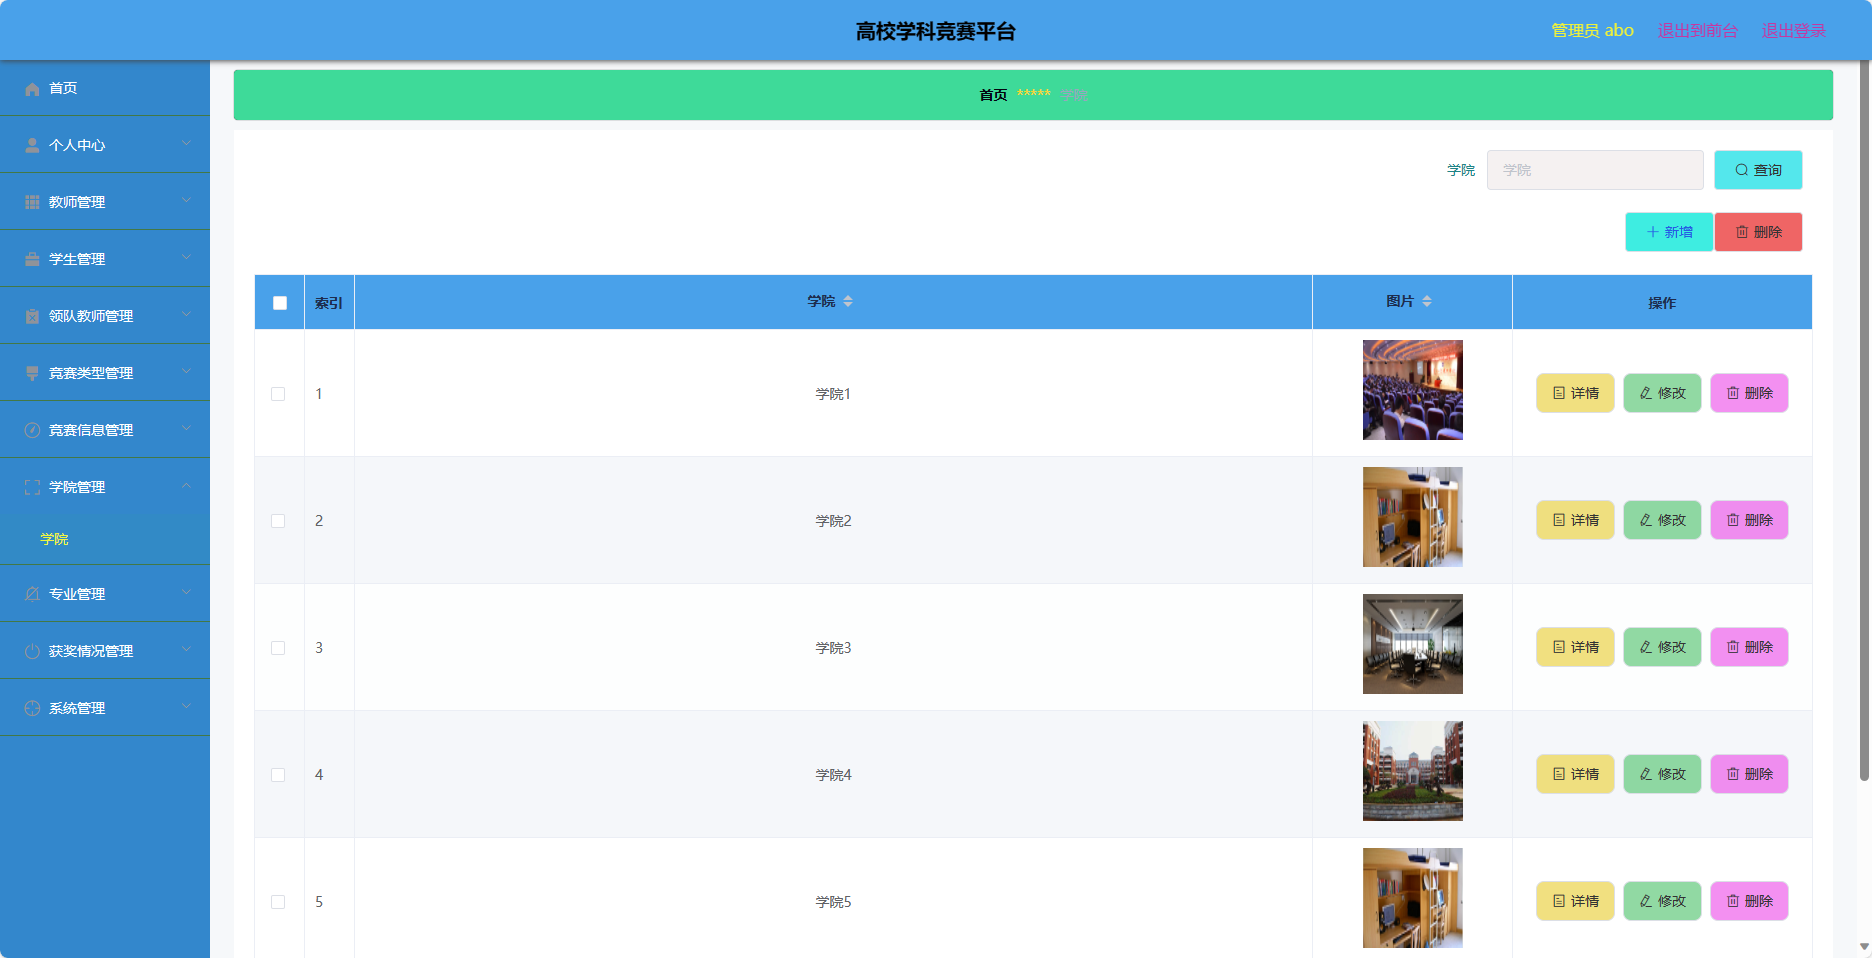 高校学科竞赛平台
管理员 abo 退出到前台 退出登录
首页
个人中心
教师管理
学生管理
领队教师管理
竞赛类型管理
竞赛信息管理
学院管理
学院
专业管理
获奖情况管理
系统管理
首页 ***** 学院
学院 学院 查询
新增 删除
索引 学院 图片 操作
1 学院1 详情 修改 删除
2 学院2 详情 修改 删除
3 学院3 详情 修改 删除
4 学院4 详情 修改 删除
5 学院5 详情 修改 删除